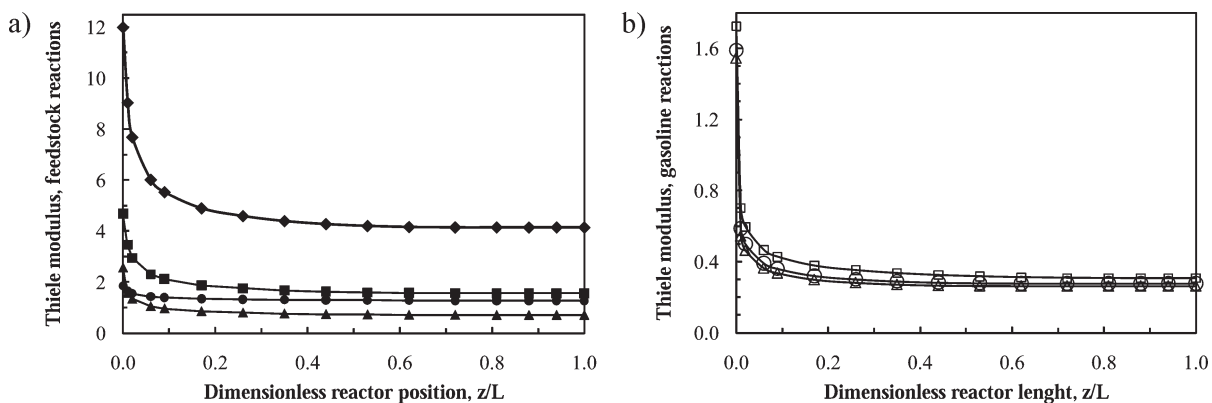 a)
Thiele modulus, feedstock reactions
12
10
8
6
4
2
0
0.0 0.2 0.4 0.6 0.8 1.0
Dimensionless reactor position, z/L
b)
Thiele modulus, gasoline reactions
1.6
1.2
0.8
0.4
0.0
0.0 0.2 0.4 0.6 0.8 1.0
Dimensionless reactor lenght, z/L